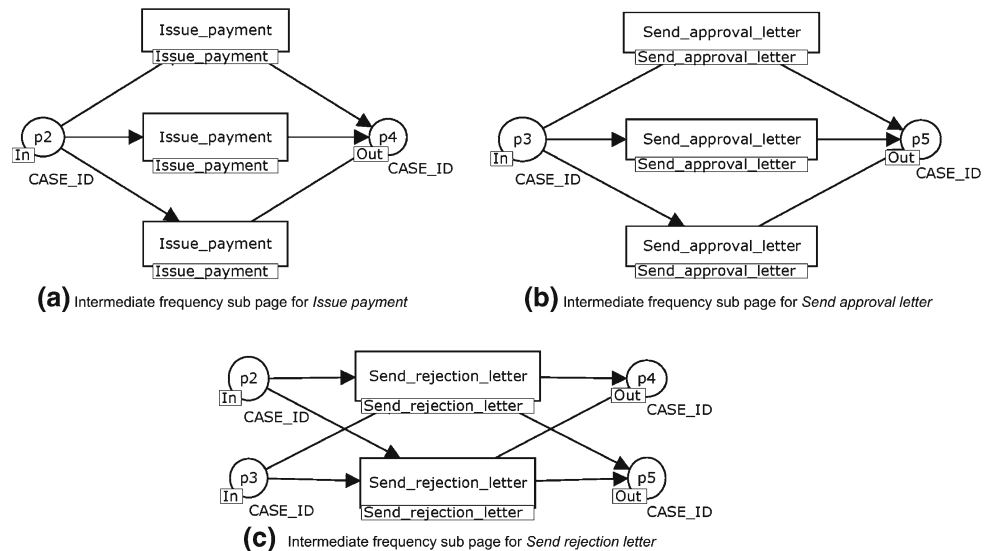 Issue_payment
Issue_payment
p2
In
CASE_ID
Issue_payment
Issue_payment
p4
Out
CASE_ID
Issue_payment
Issue_payment
(a) Intermediate frequency sub page for Issue payment
Send_approval_letter
Send_approval_letter
p3
In
CASE_ID
Send_approval_letter
Send_approval_letter
p5
Out
CASE_ID
Send_approval_letter
Send_approval_letter
(b) Intermediate frequency sub page for Send approval letter
p2
In
CASE_ID
Send_rejection_letter
Send_rejection_letter
p4
Out
CASE_ID
p3
In
CASE_ID
Send_rejection_letter
Send_rejection_letter
p5
Out
CASE_ID
(c) Intermediate frequency sub page for Send rejection letter